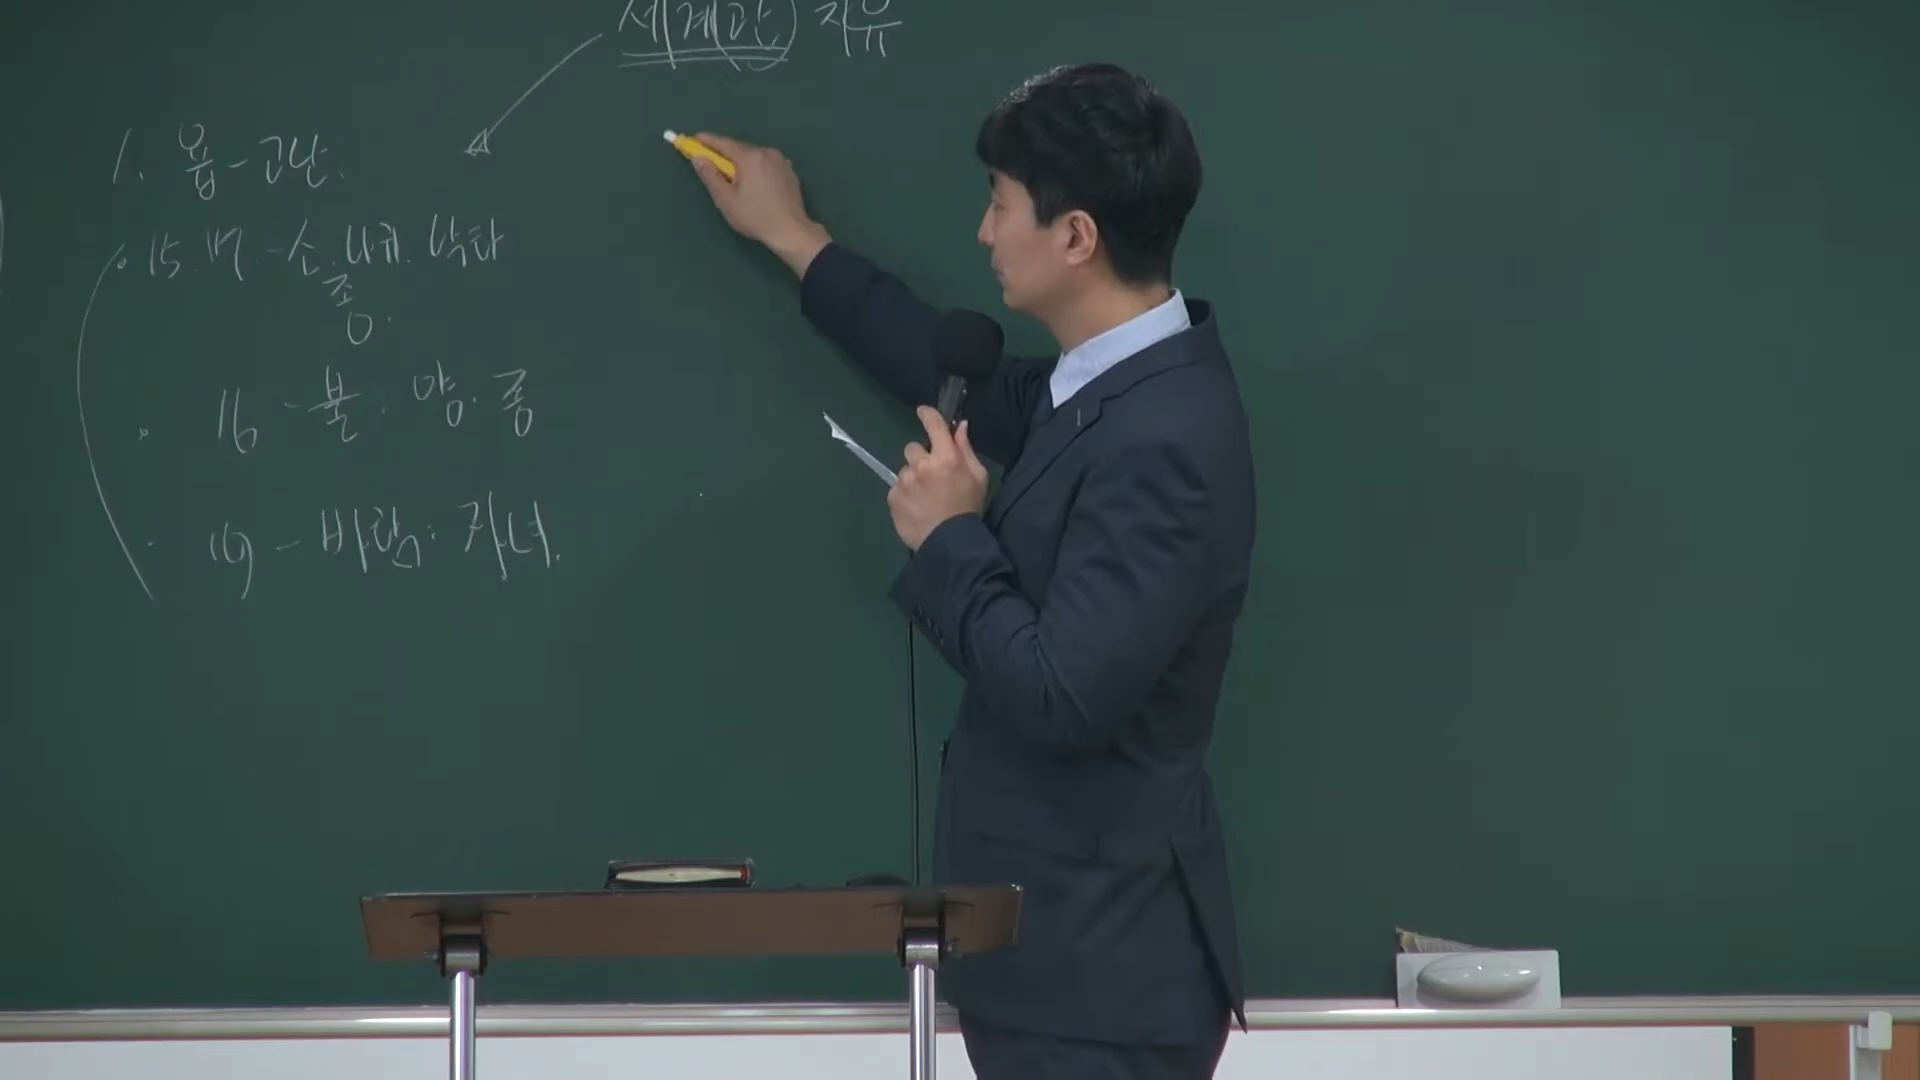 세계관) 자유
1. 욥 - 고난.
15. 17. - 소. 나귀. 낙타
종.
16 - 불 : 양. 종
19 - 바람 : 자녀.